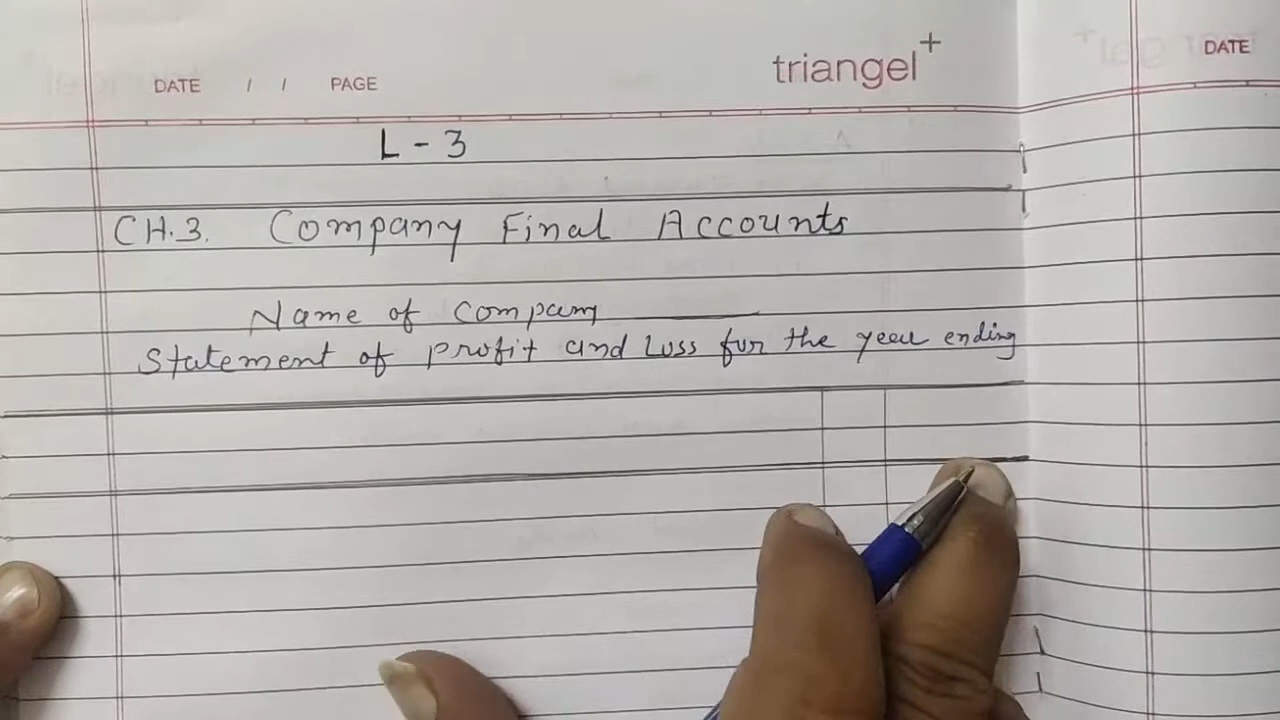 triangel+
DATE / / PAGE
DATE
L - 3
CH.3. Company Final Accounts
Name of Company
Statement of Profit and Loss for the year ending